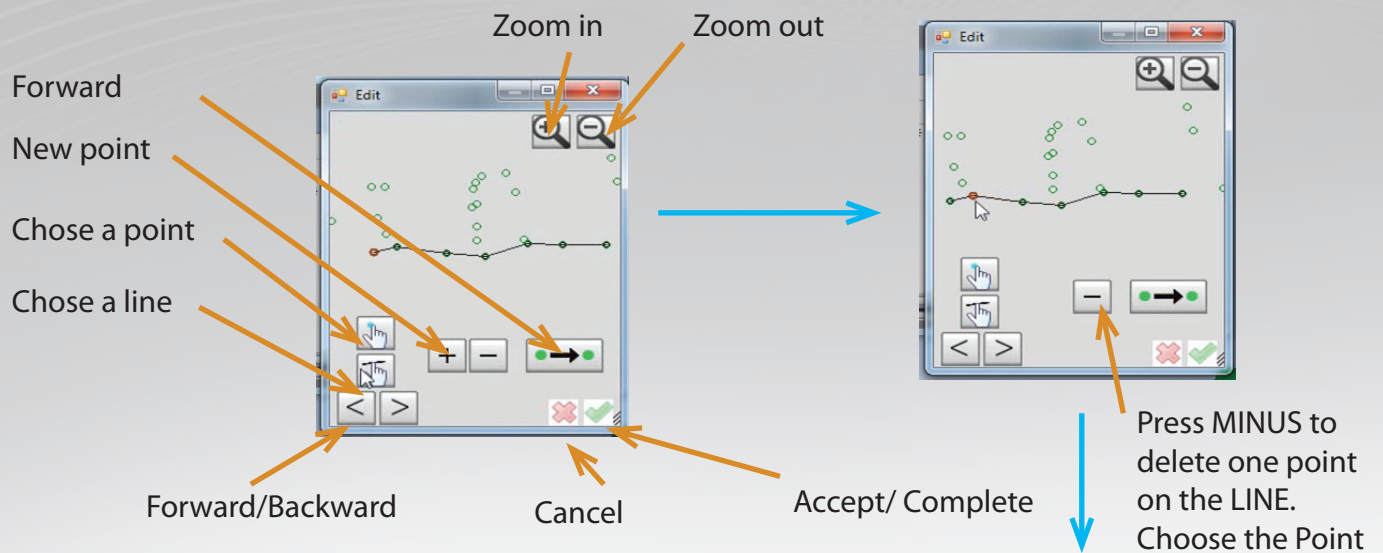 Zoom in
Zoom out
Forward
New point
Chose a point
Chose a line
Edit
+
−
<
>
Forward/Backward
Cancel
Accept/ Complete
Edit
−
<
>
Press MINUS to
delete one point
on the LINE.
Choose the Point